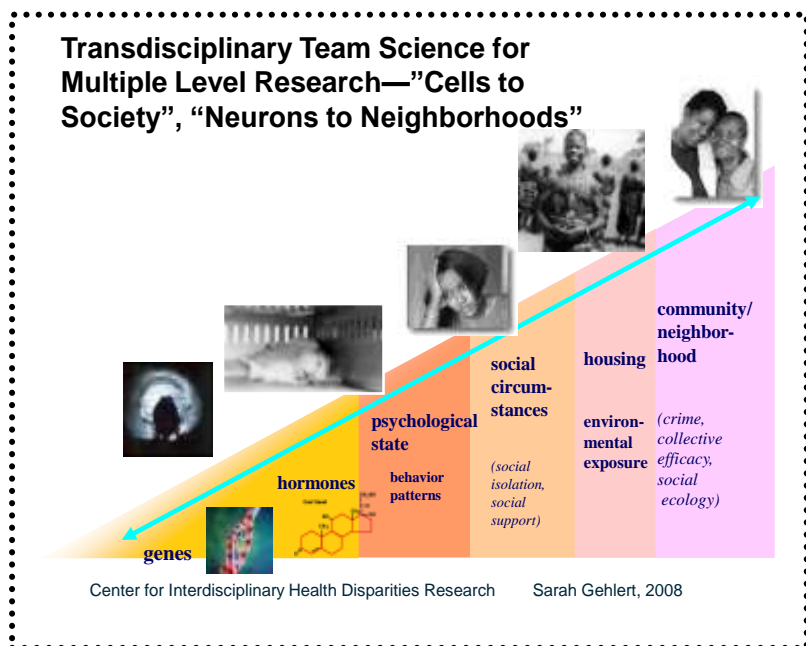 Transdisciplinary Team Science for
Multiple Level Research—”Cells to
Society”, “Neurons to Neighborhoods”
community/
neighbor-
hood
social
circum-
stances
housing
psychological
state
environ-
mental
exposure
(crime,
collective
efficacy,
social
ecology)
(social
isolation,
social
support)
behavior
patterns
hormones
genes
Center for Interdisciplinary Health Disparities Research Sarah Gehlert, 2008